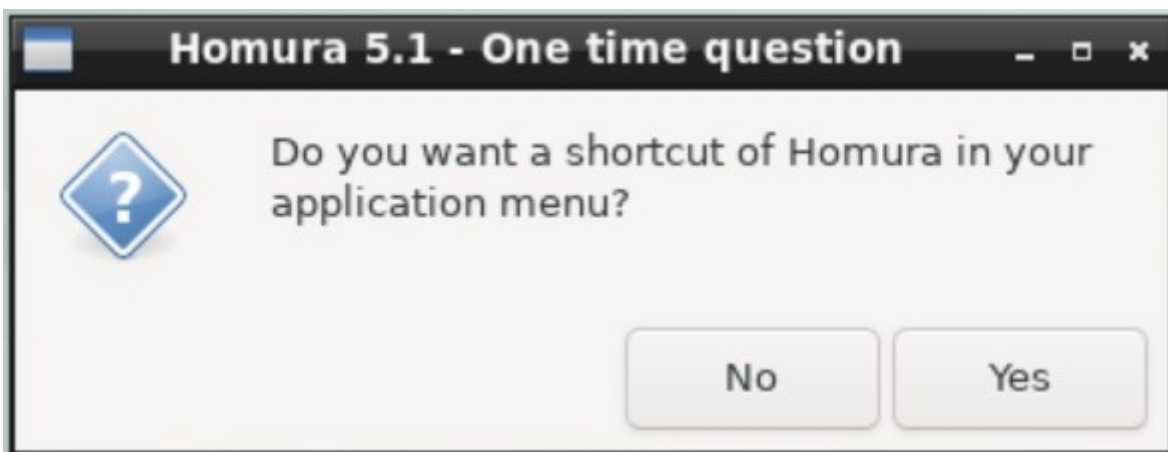 Homura 5.1 - One time question
Do you want a shortcut of Homura in your
application menu?
No Yes